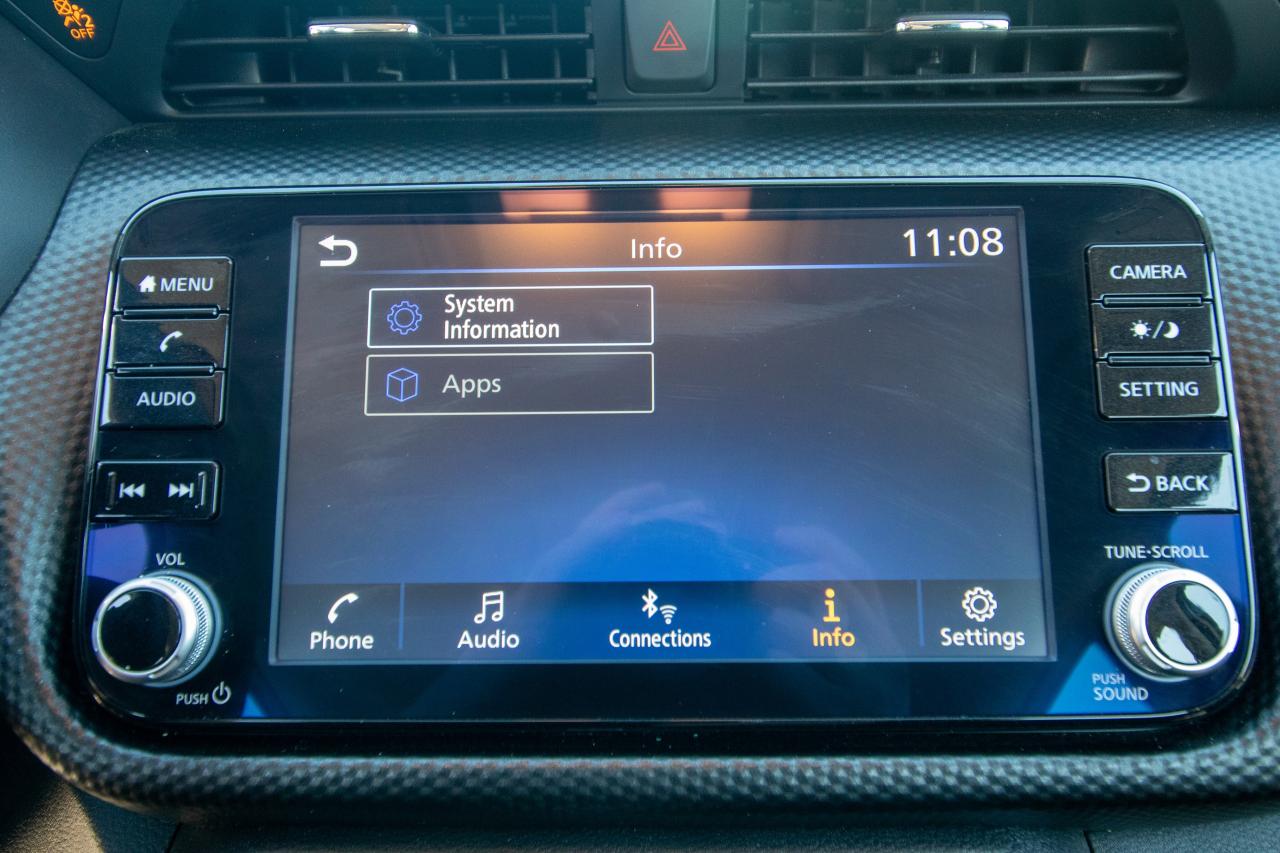 OFF
Info
11:08
MENU
System
Information
Apps
AUDIO
VOL
PUSH
CAMERA
SETTING
BACK
TUNE·SCROLL
PUSH
SOUND
Phone
Audio
Connections
Info
Settings